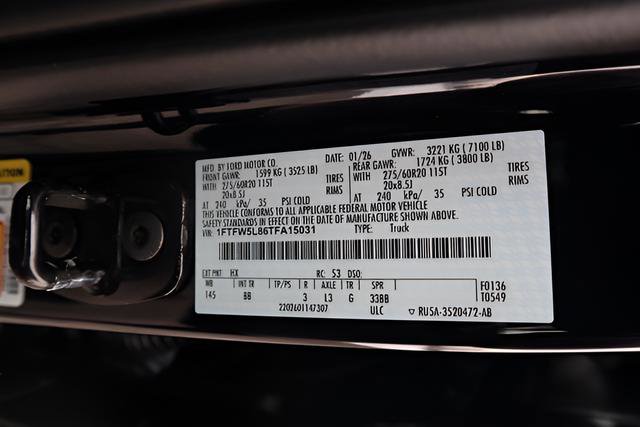 MFD. BY FORD MOTOR CO. DATE: 01/26 GVWR: 3221 KG ( 7100 LB)
FRONT GAWR: 1599 KG ( 3525 LB) REAR GAWR: 1724 KG ( 3800 LB)
WITH 275/60R20 115T TIRES WITH 275/60R20 115T TIRES
20x8.5J RIMS 20x8.5J RIMS
AT 240 kPa/ 35 PSI COLD AT 240 kPa/ 35 PSI COLD
THIS VEHICLE CONFORMS TO ALL APPLICABLE FEDERAL MOTOR VEHICLE
SAFETY STANDARDS IN EFFECT ON THE DATE OF MANUFACTURE SHOWN ABOVE.
VIN: 1FTFW5L86TFA15031 TYPE: Truck
EXT PNT: HX RC: 53 DSO:
WB INT TR TP/PS R AXLE TR SPR F0136
145 BB 3 L3 G 33BB T0549
2202601147307 ULC ▽ RU5A-3520472-AB